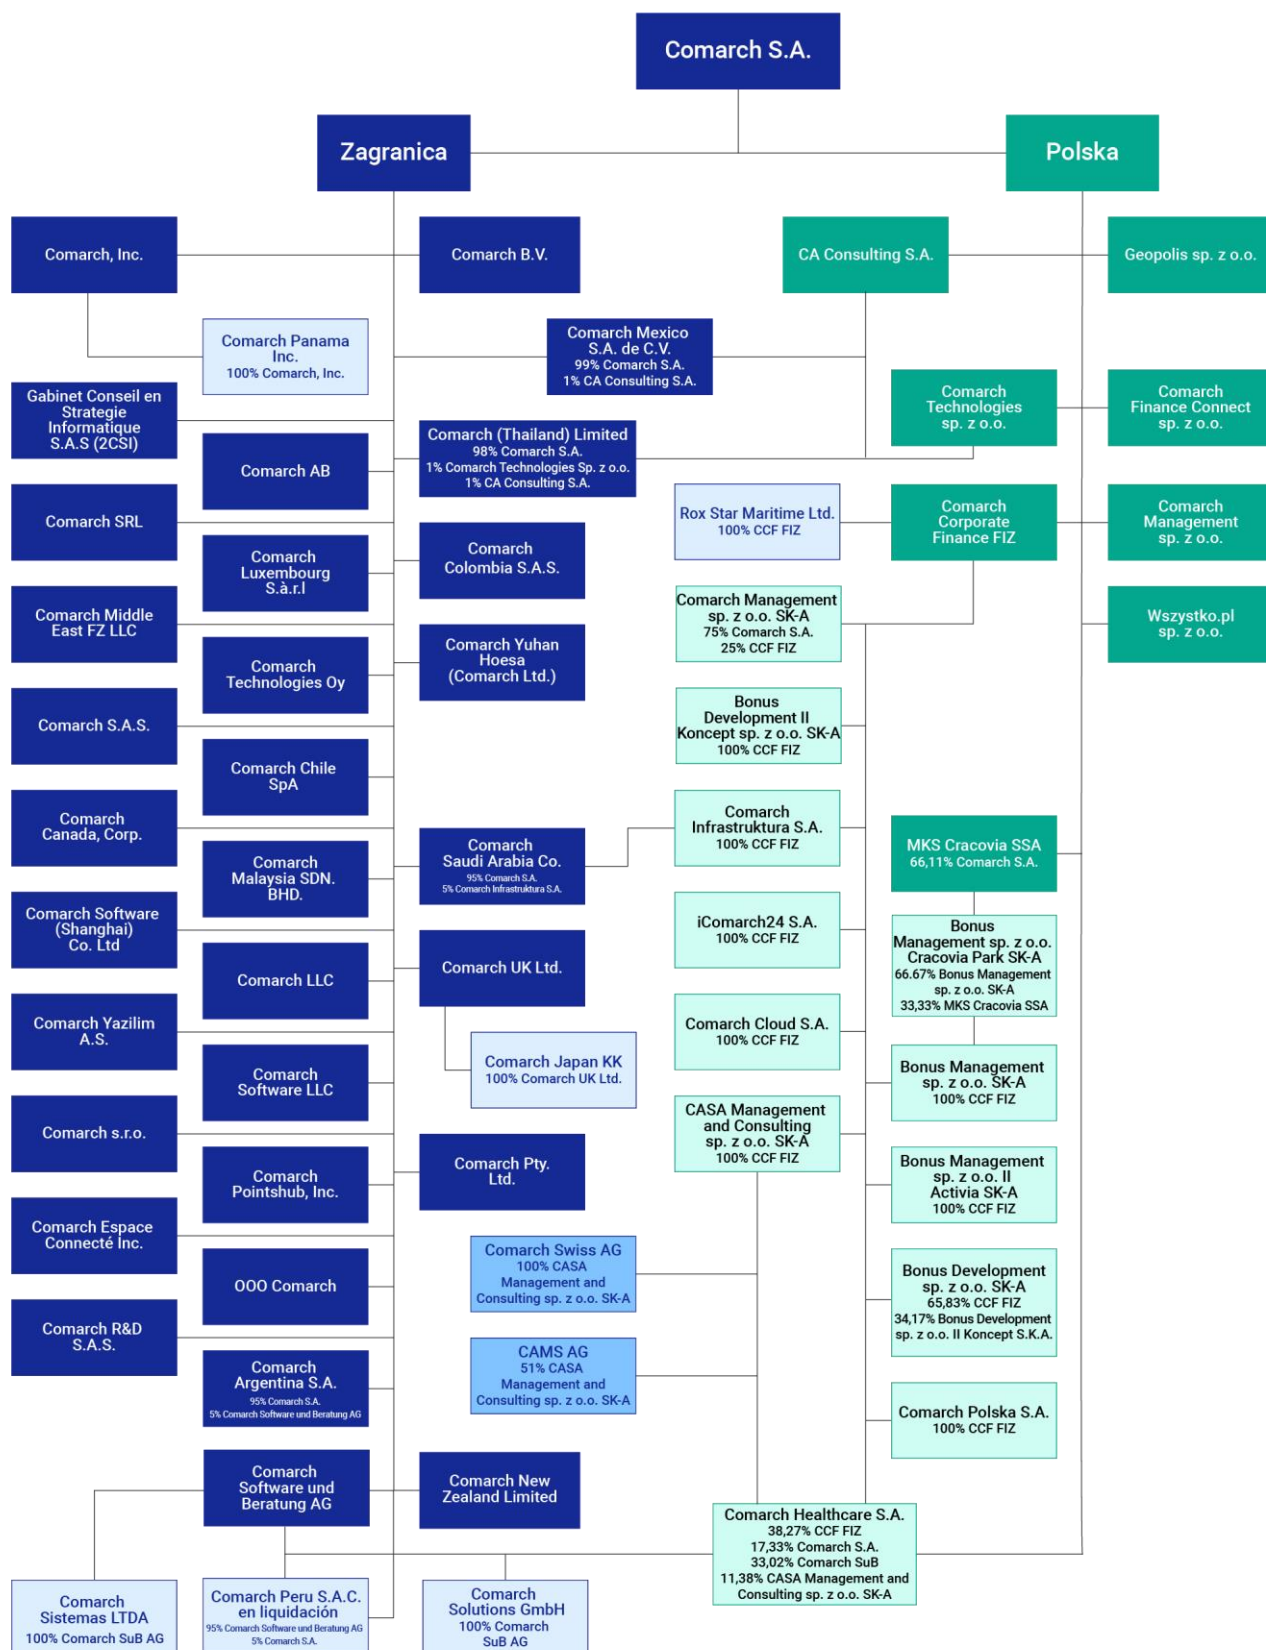 Comarch S.A.
Zagranica
Polska
Comarch, Inc.
Comarch B.V.
CA Consulting S.A.
Geopolis sp. z o.o.
Comarch Panama
Inc.
100% Comarch, Inc.
Comarch Mexico
S.A. de C.V.
99% Comarch S.A.
1% CA Consulting S.A.
Gabinet Conseil en
Strategie
Informatique
S.A.S (2CSI)
Comarch
Technologies
sp. z o.o.
Comarch
Finance Connect
sp. z o.o.
Comarch AB
Comarch (Thailand) Limited
98% Comarch S.A.
1% Comarch Technologies Sp. z o.o.
1% CA Consulting S.A.
Comarch SRL
Rox Star Maritime Ltd.
100% CCF FIZ
Comarch
Corporate
Finance FIZ
Comarch
Management
sp. z o.o.
Comarch
Luxembourg
S.à.r.l
Comarch
Colombia S.A.S.
Comarch Middle
East FZ LLC
Comarch Management
sp. z o.o. SK-A
75% Comarch S.A.
25% CCF FIZ
Wszystko.pl
sp. z o.o.
Comarch
Technologies Oy
Comarch Yuhan
Hoesa
(Comarch Ltd.)
Comarch S.A.S.
Bonus
Development II
Koncept sp. z o.o. SK-A
100% CCF FIZ
Comarch Chile
SpA
Comarch
Canada, Corp.
Comarch
Infrastruktura S.A.
100% CCF FIZ
Comarch
Malaysia SDN.
BHD.
Comarch
Saudi Arabia Co.
95% Comarch S.A.
5% Comarch Infrastruktura S.A.
MKS Cracovia SSA
66,11% Comarch S.A.
Comarch Software
(Shanghai)
Co. Ltd
iComarch24 S.A.
100% CCF FIZ
Bonus
Management sp. z o.o.
Cracovia Park SK-A
66.67% Bonus Management
sp. z o.o. SK-A
33,33% MKS Cracovia SSA
Comarch LLC
Comarch UK Ltd.
Comarch Yazilim
A.S.
Comarch Cloud S.A.
100% CCF FIZ
Comarch
Software LLC
Comarch Japan KK
100% Comarch UK Ltd.
Bonus Management
sp. z o.o. SK-A
100% CCF FIZ
Comarch s.r.o.
CASA Management
and Consulting
sp. z o.o. SK-A
100% CCF FIZ
Comarch
Pointshub, Inc.
Comarch Pty.
Ltd.
Bonus Management
sp. z o.o. II
Activia SK-A
100% CCF FIZ
Comarch Espace
Connecté Inc.
Comarch Swiss AG
100% CASA
Management and
Consulting sp. z o.o. SK-A
OOO Comarch
Bonus Development
sp. z o.o. SK-A
65,83% CCF FIZ
34,17% Bonus Development
sp. z o.o. II Koncept S.K.A.
Comarch R&D
S.A.S.
CAMS AG
51% CASA
Management and
Consulting sp. z o.o. SK-A
Comarch
Argentina S.A.
95% Comarch S.A.
5% Comarch Software und Beratung AG
Comarch Polska S.A.
100% CCF FIZ
Comarch
Software und
Beratung AG
Comarch New
Zealand Limited
Comarch Healthcare S.A.
38,27% CCF FIZ
17,33% Comarch S.A.
33,02% Comarch SuB
11,38% CASA Management and
Consulting sp. z o.o. SK-A
Comarch
Sistemas LTDA
100% Comarch SuB AG
Comarch Peru S.A.C.
en liquidación
95% Comarch Software und Beratung AG
5% Comarch S.A.
Comarch
Solutions GmbH
100% Comarch
SuB AG